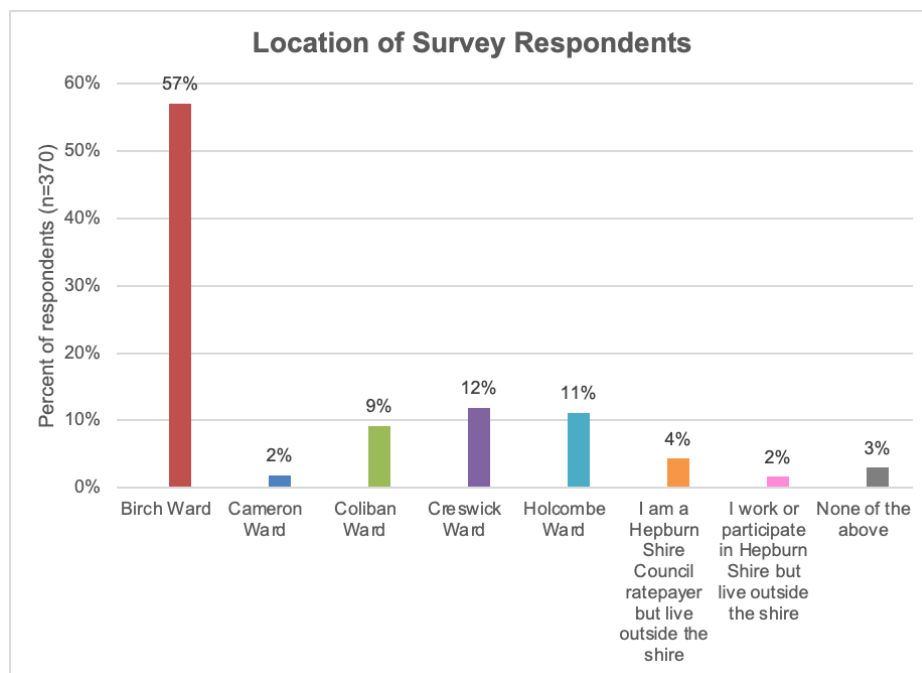 Location of Survey Respondents
Percent of respondents (n=370)
60%
50%
40%
30%
20%
10%
0%
57%
2%
9%
12%
11%
4%
2%
3%
Birch Ward
Cameron
Ward
Coliban
Ward
Creswick
Ward
Holcombe
Ward
I am a
Hepburn
Shire
Council
ratepayer
but live
outside the
shire
I work or
participate
in Hepburn
Shire but
live outside
the shire
None of the
above